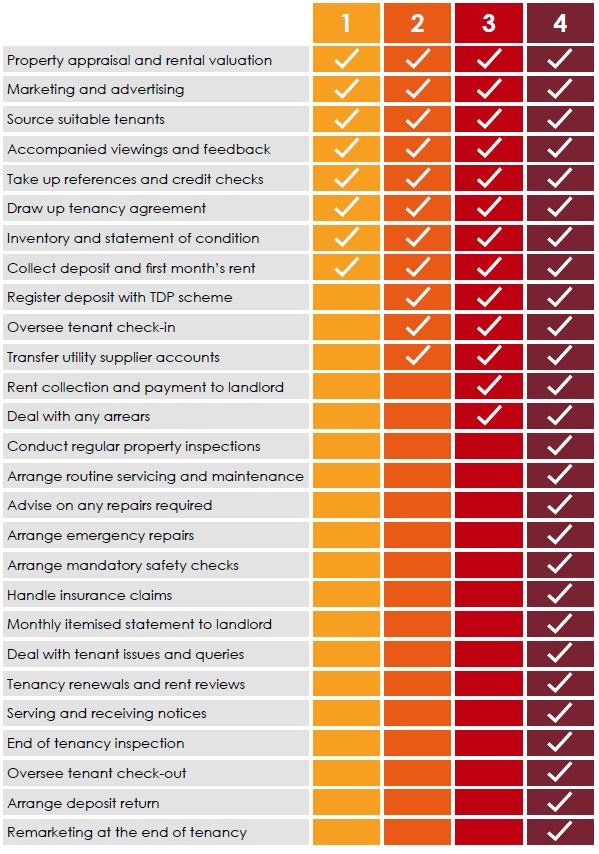 1 2 3 4
Property appraisal and rental valuation
Marketing and advertising
Source suitable tenants
Accompanied viewings and feedback
Take up references and credit checks
Draw up tenancy agreement
Inventory and statement of condition
Collect deposit and first month's rent
Register deposit with TDP scheme
Oversee tenant check-in
Transfer utility supplier accounts
Rent collection and payment to landlord
Deal with any arrears
Conduct regular property inspections
Arrange routine servicing and maintenance
Advise on any repairs required
Arrange emergency repairs
Arrange mandatory safety checks
Handle insurance claims
Monthly itemised statement to landlord
Deal with tenant issues and queries
Tenancy renewals and rent reviews
Serving and receiving notices
End of tenancy inspection
Oversee tenant check-out
Arrange deposit return
Remarketing at the end of tenancy